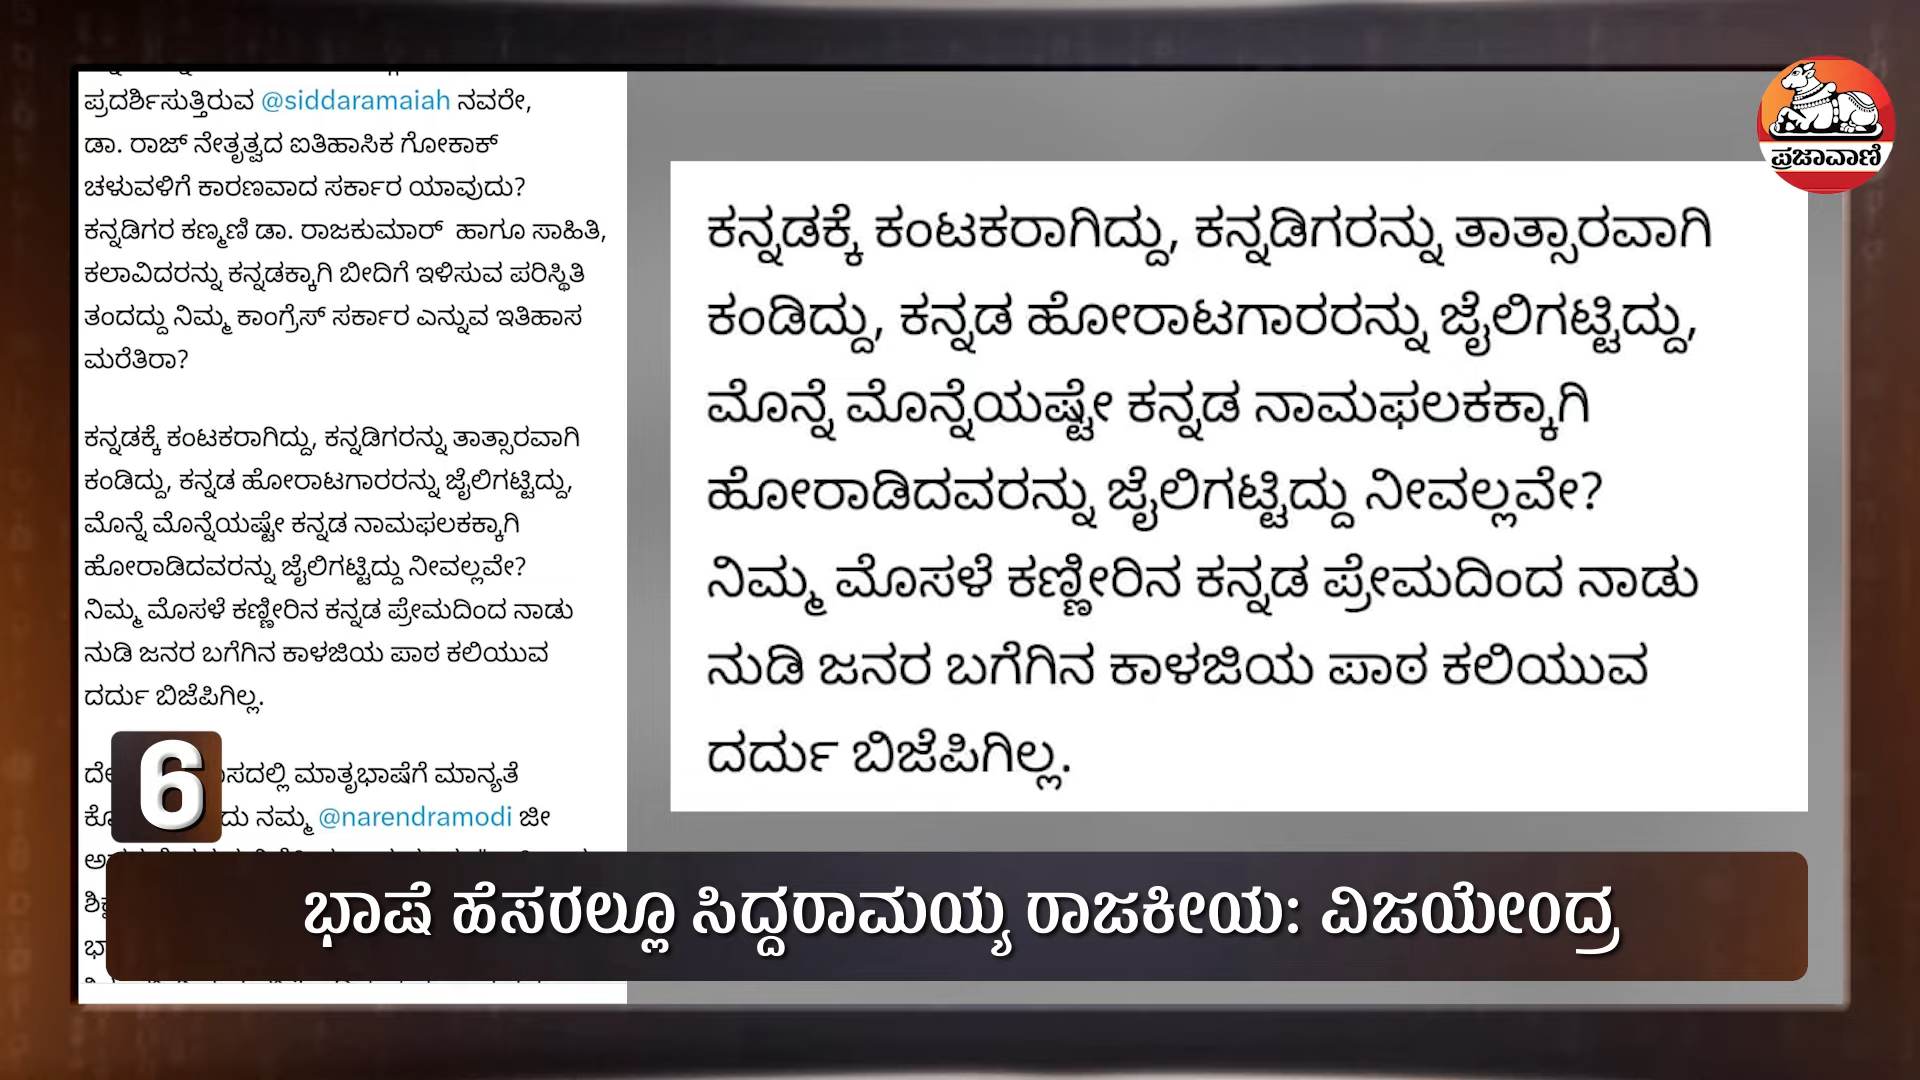 ಪ್ರದರ್ಶಿಸುತ್ತಿರುವ @siddaramaiah ನವರೇ,
ಡಾ. ರಾಜ್ ನೇತೃತ್ವದ ಐತಿಹಾಸಿಕ ಗೋಕಾಕ್
ಚಳುವಳಿಗೆ ಕಾರಣವಾದ ಸರ್ಕಾರ ಯಾವುದು?
ಕನ್ನಡಿಗರ ಕಣ್ಮಣಿ ಡಾ. ರಾಜಕುಮಾರ್ ಹಾಗೂ ಸಾಹಿತಿ,
ಕಲಾವಿದರನ್ನು ಕನ್ನಡಕ್ಕಾಗಿ ಬೀದಿಗೆ ಇಳಿಸುವ ಪರಿಸ್ಥಿತಿ
ತಂದದ್ದು ನಿಮ್ಮ ಕಾಂಗ್ರೆಸ್ ಸರ್ಕಾರ ಎನ್ನುವ ಇತಿಹಾಸ
ಮರೆತಿರಾ?
ಕನ್ನಡಕ್ಕೆ ಕಂಟಕರಾಗಿದ್ದು, ಕನ್ನಡಿಗರನ್ನು ತಾತ್ಸಾರವಾಗಿ
ಕಂಡಿದ್ದು, ಕನ್ನಡ ಹೋರಾಟಗಾರರನ್ನು ಜೈಲಿಗಟ್ಟಿದ್ದು,
ಮೊನ್ನೆ ಮೊನ್ನೆಯಷ್ಟೇ ಕನ್ನಡ ನಾಮಫಲಕಕ್ಕಾಗಿ
ಹೋರಾಡಿದವರನ್ನು ಜೈಲಿಗಟ್ಟಿದ್ದು ನೀವಲ್ಲವೇ?
ನಿಮ್ಮ ಮೊಸಳೆ ಕಣ್ಣೀರಿನ ಕನ್ನಡ ಪ್ರೇಮದಿಂದ ನಾಡು
ನುಡಿ ಜನರ ಬಗೆಗಿನ ಕಾಳಜಿಯ ಪಾಠ ಕಲಿಯುವ
ದರ್ದು ಬಿಜೆಪಿಗಿಲ್ಲ.
ಮಾತೃಭಾಷೆಗೆ ಮಾನ್ಯತೆ
ನಮ್ಮ @narendramodi ಜೀ
ಪ್ರಜಾವಾಣಿ
ಕನ್ನಡಕ್ಕೆ ಕಂಟಕರಾಗಿದ್ದು, ಕನ್ನಡಿಗರನ್ನು ತಾತ್ಸಾರವಾಗಿ
ಕಂಡಿದ್ದು, ಕನ್ನಡ ಹೋರಾಟಗಾರರನ್ನು ಜೈಲಿಗಟ್ಟಿದ್ದು,
ಮೊನ್ನೆ ಮೊನ್ನೆಯಷ್ಟೇ ಕನ್ನಡ ನಾಮಫಲಕಕ್ಕಾಗಿ
ಹೋರಾಡಿದವರನ್ನು ಜೈಲಿಗಟ್ಟಿದ್ದು ನೀವಲ್ಲವೇ?
ನಿಮ್ಮ ಮೊಸಳೆ ಕಣ್ಣೀರಿನ ಕನ್ನಡ ಪ್ರೇಮದಿಂದ ನಾಡು
ನುಡಿ ಜನರ ಬಗೆಗಿನ ಕಾಳಜಿಯ ಪಾಠ ಕಲಿಯುವ
ದರ್ದು ಬಿಜೆಪಿಗಿಲ್ಲ.
6
ಭಾಷೆ ಹೆಸರಲ್ಲೂ ಸಿದ್ದರಾಮಯ್ಯ ರಾಜಕೀಯ: ವಿಜಯೇಂದ್ರ